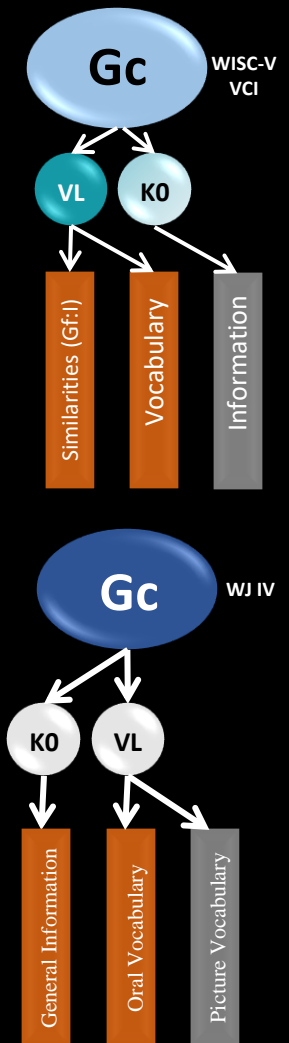 Gc
WISC-V
VCI
VL
K0
Similarities (Gf:I)
Vocabulary
Information
Gc
WJ IV
K0
VL
General Information
Oral Vocabulary
Picture Vocabulary